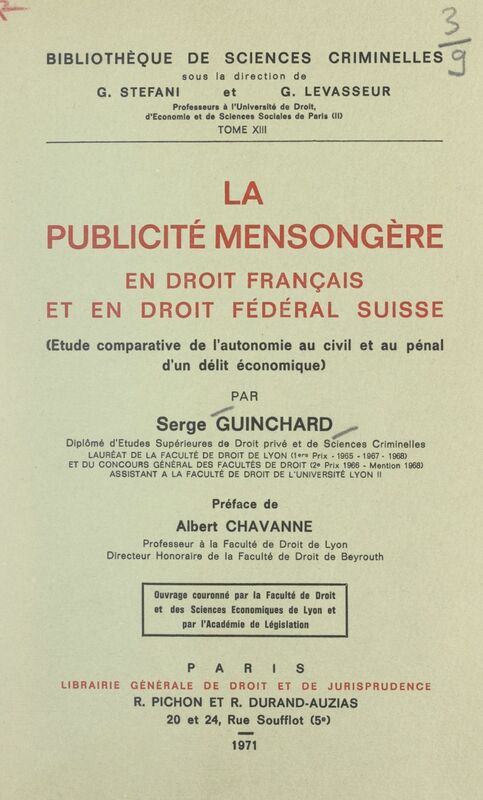 3/9
BIBLIOTHÈQUE DE SCIENCES CRIMINELLES
sous la direction de
G. STEFANI et G. LEVASSEUR
Professeurs à l'Université de Droit,
d'Economie et de Sciences Sociales de Paris (II)
TOME XIII
LA
PUBLICITÉ MENSONGÈRE
EN DROIT FRANÇAIS
ET EN DROIT FÉDÉRAL SUISSE
(Etude comparative de l'autonomie au civil et au pénal
d'un délit économique)
PAR
Serge GUINCHARD
Diplômé d'Etudes Supérieures de Droit privé et de Sciences Criminelles
LAURÉAT DE LA FACULTÉ DE DROIT DE LYON (1ers Prix - 1965 - 1967 - 1968)
ET DU CONCOURS GÉNÉRAL DES FACULTÉS DE DROIT (2e Prix 1966 - Mention 1968)
ASSISTANT A LA FACULTÉ DE DROIT DE L'UNIVERSITÉ LYON II
Préface de
Albert CHAVANNE
Professeur à la Faculté de Droit de Lyon
Directeur Honoraire de la Faculté de Droit de Beyrouth
Ouvrage couronné par la Faculté de Droit
et des Sciences Economiques de Lyon et
par l'Académie de Législation
PARIS
LIBRAIRIE GÉNÉRALE DE DROIT ET DE JURISPRUDENCE
R. PICHON ET R. DURAND-AUZIAS
20 et 24, Rue Soufflot (5e)
1971